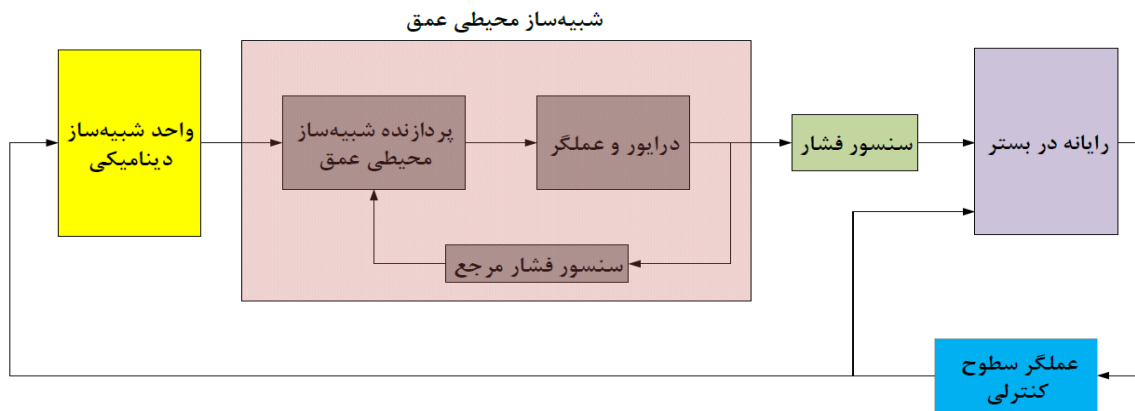 شبیه‌ساز محیطی عمق
واحد شبیه‌ساز
دینامیکی
پردازنده شبیه‌ساز
محیطی عمق
درایور و عملگر
سنسور فشار
رایانه در بستر
سنسور فشار مرجع
عملگر سطوح
کنترلی